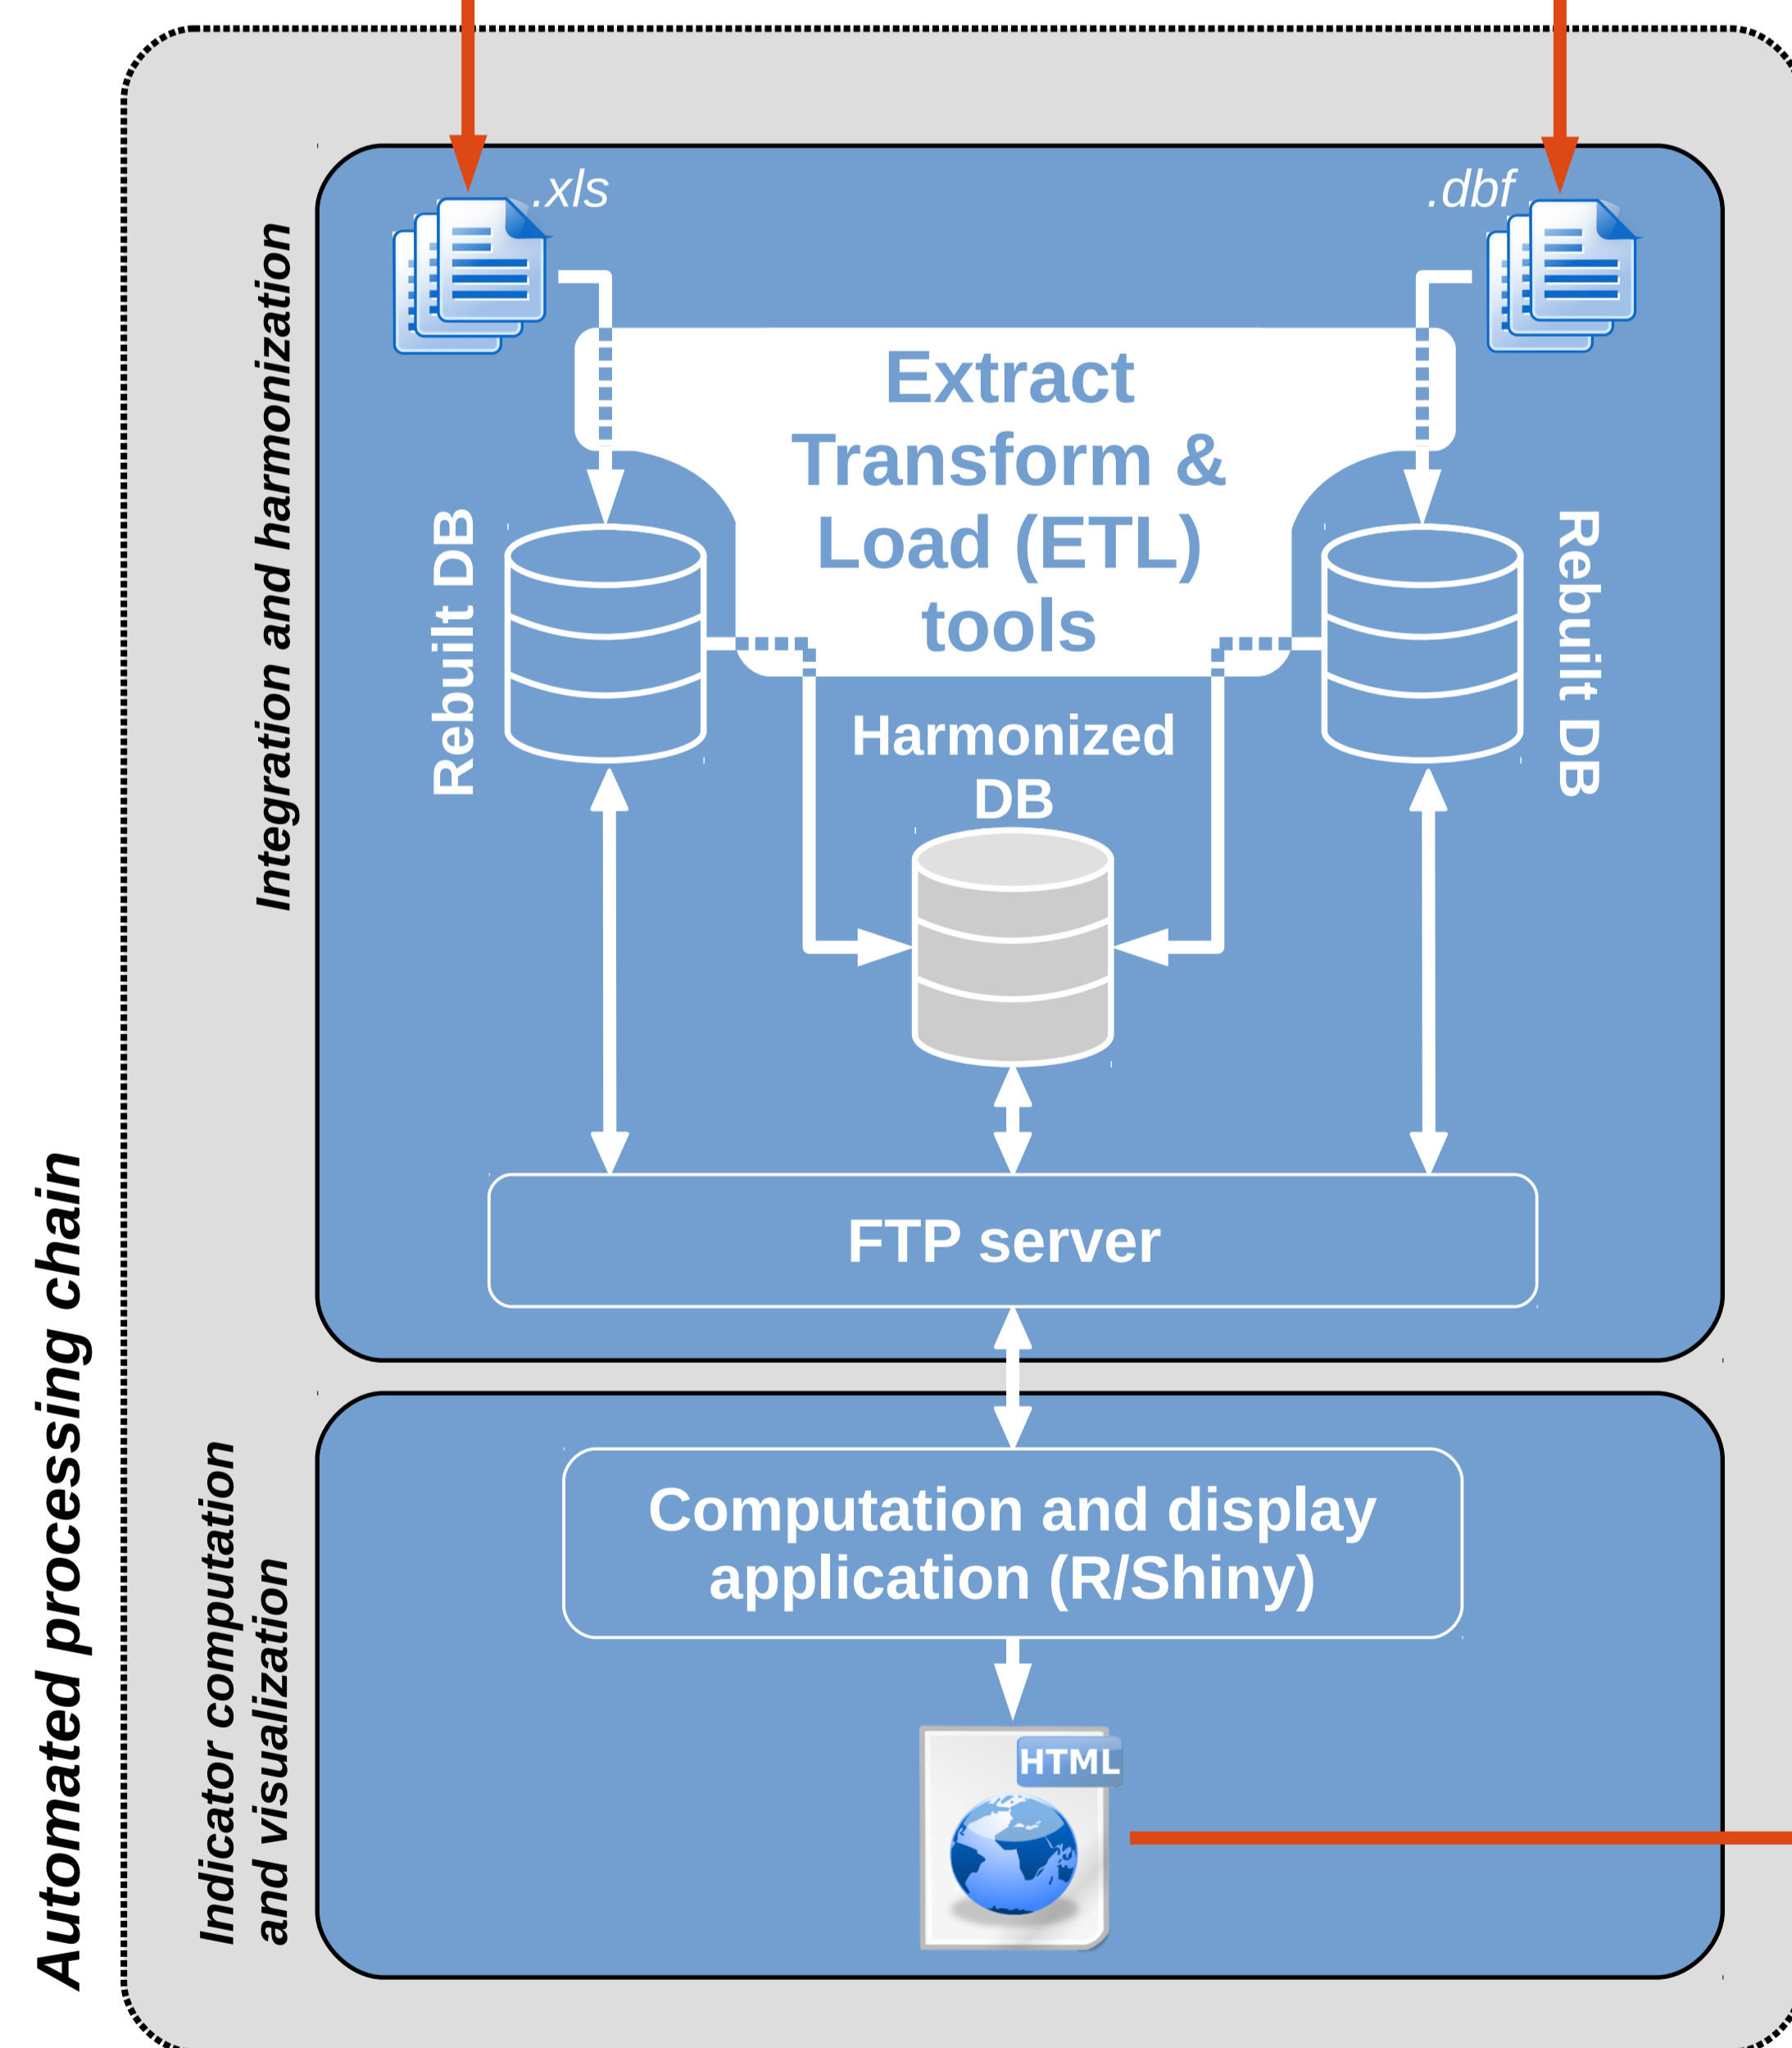 Automated processing chain
Integration and harmonization
.xls
.dbf
Extract
Transform &
Load (ETL)
tools
Rebuilt DB
Rebuilt DB
Harmonized
DB
FTP server
Indicator computation
and visualization
Computation and display
application (R/Shiny)
HTML